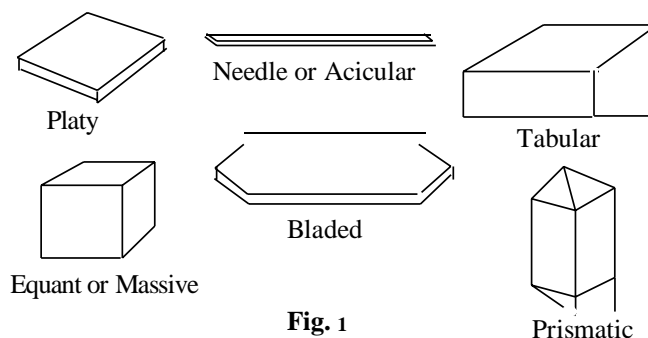 Needle or Acicular
Platy
Tabular
Bladed
Equant or Massive
Fig. 1
Prismatic